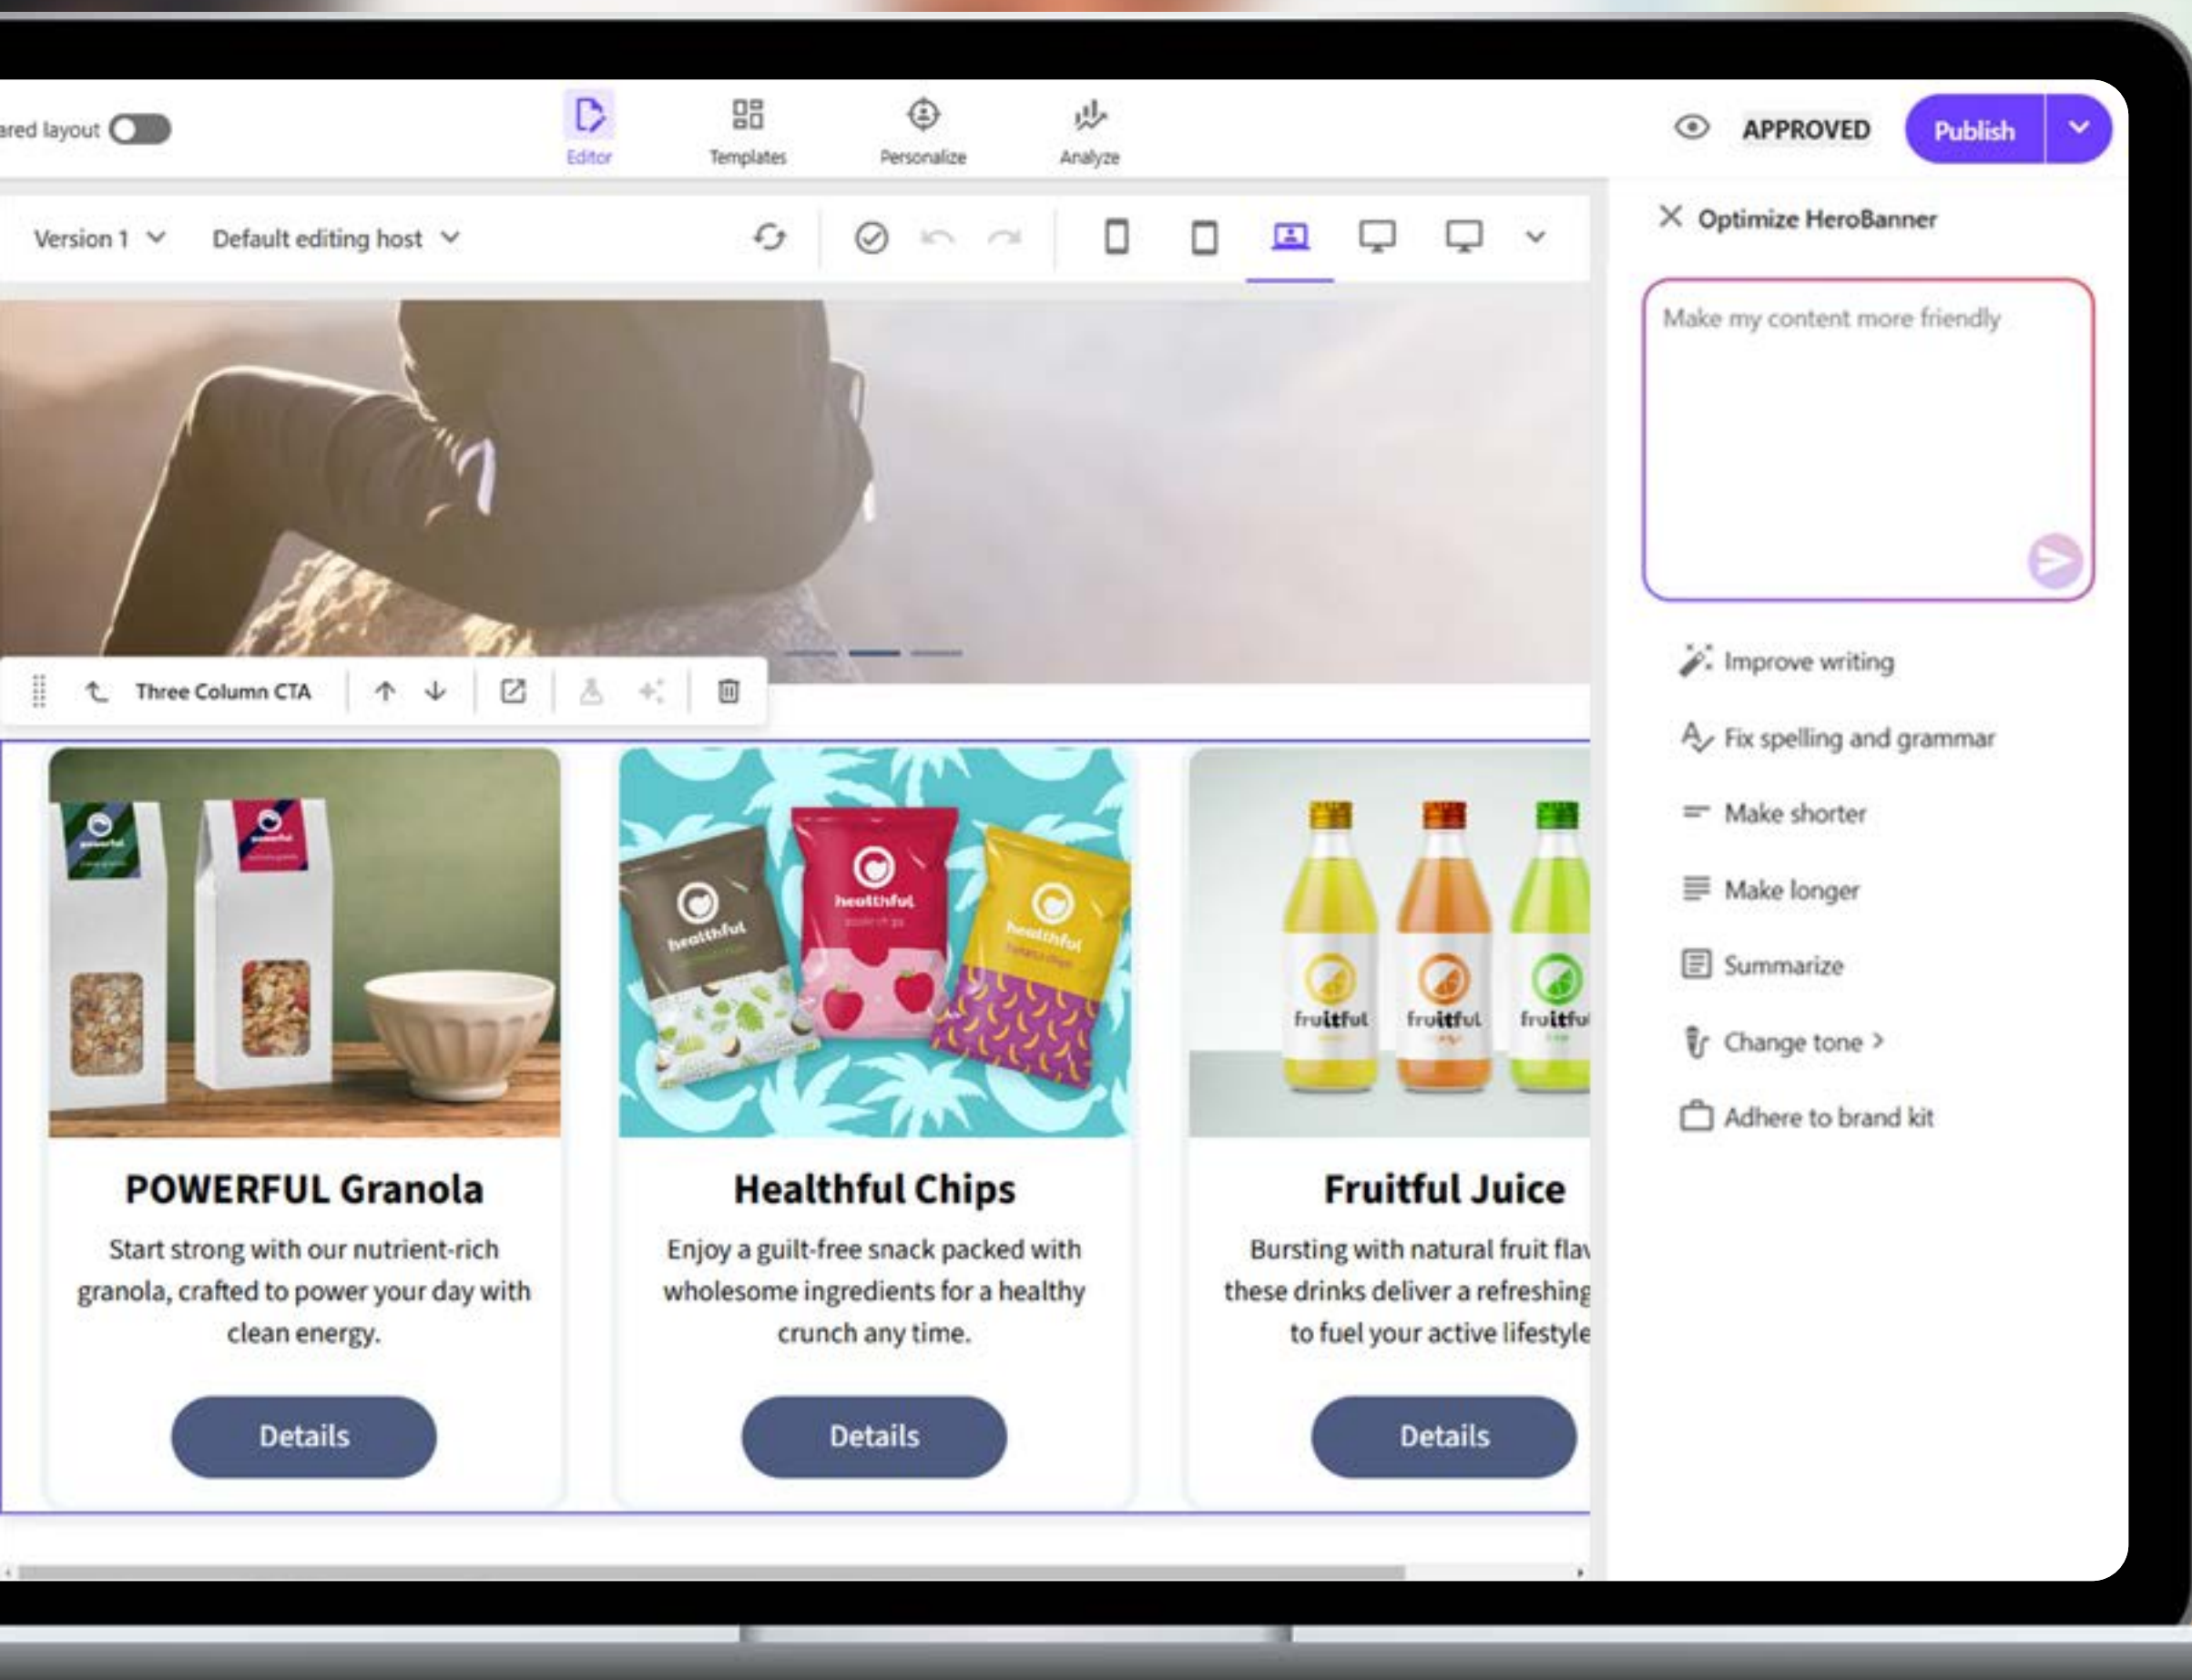 ared layout
Editor
Templates
Personalize
Analyze
APPROVED
Publish
Version 1
Default editing host
Optimize HeroBanner
Make my content more friendly
Improve writing
Fix spelling and grammar
Make shorter
Make longer
Summarize
Change tone
Adhere to brand kit
Three Column CTA
powerful
powerful
healthful
healthful
healthful
banana chips
fruitful
fruitful
fruitfu
POWERFUL Granola
Start strong with our nutrient-rich
granola, crafted to power your day with
clean energy.
Details
Healthful Chips
Enjoy a guilt-free snack packed with
wholesome ingredients for a healthy
crunch any time.
Details
Fruitful Juice
Bursting with natural fruit flav
these drinks deliver a refreshing
to fuel your active lifestyle
Details